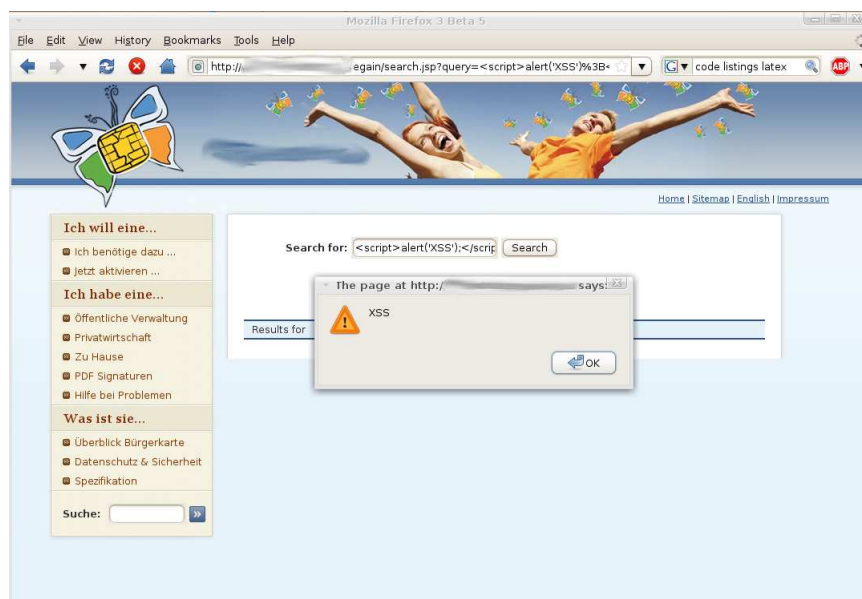 Mozilla Firefox 3 Beta 5
File Edit View History Bookmarks Tools Help
http:// egain/search.jsp?query=<script>alert('XSS')%3B< G code listings latex ABP
Home | Sitemap | English | Impressum
Ich will eine...
Ich benötige dazu ...
Jetzt aktivieren ...
Ich habe eine...
Öffentliche Verwaltung
Privatwirtschaft
Zu Hause
PDF Signaturen
Hilfe bei Problemen
Was ist sie...
Überblick Bürgerkarte
Datenschutz & Sicherheit
Spezifikation
Suche: »
Search for: <script>alert('XSS');</scrip Search
Results for
The page at http:/ says:
XSS
OK